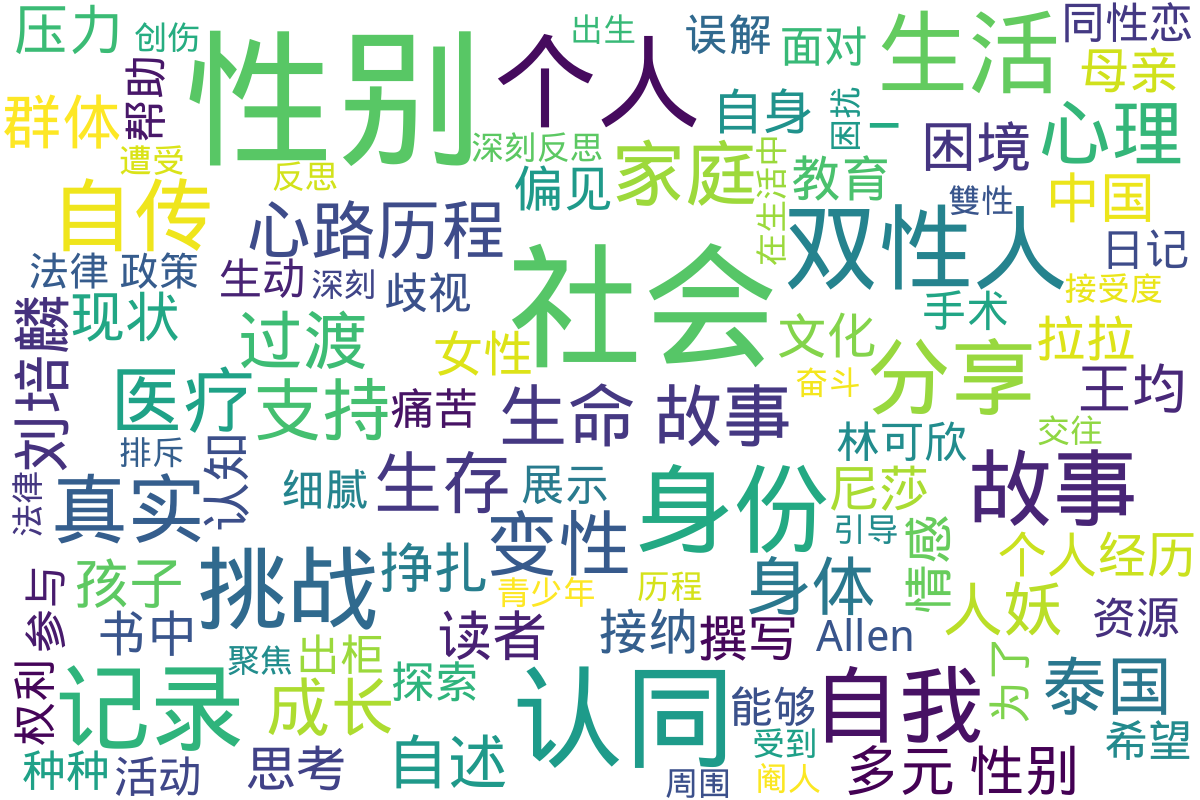 压力
创伤
性别
个人
出生
误解
面对
生活
同性恋
母亲
群体
帮助
遭受
反思
深刻反思
偏见
家庭
自身
困扰
一
教育
在生活中
困境
心理
中国
雙性
自传
心路历程
双性人
日记
接受度
法律 政策
生动
深刻
歧视
社会
现状
过渡
女性
文化
手术
拉拉
刘培麟
医疗
支持
痛苦
生命 故事
奋斗
分享
王均
林可欣
交往
排斥
认知
法律
真实
细腻
生存
展示
身份
尼莎
故事
变性
引导
情感
个人经历
挑战
挣扎
青少年
历程
身体
人妖
孩子
参与
书中
读者
接纳
撰写
Allen
资源
聚焦
出柜
探索
权利
记录
成长
认同
能够
自我
为了
泰国
受到
希望
种种
活动
思考
自述
周围
阉人
多元 性别